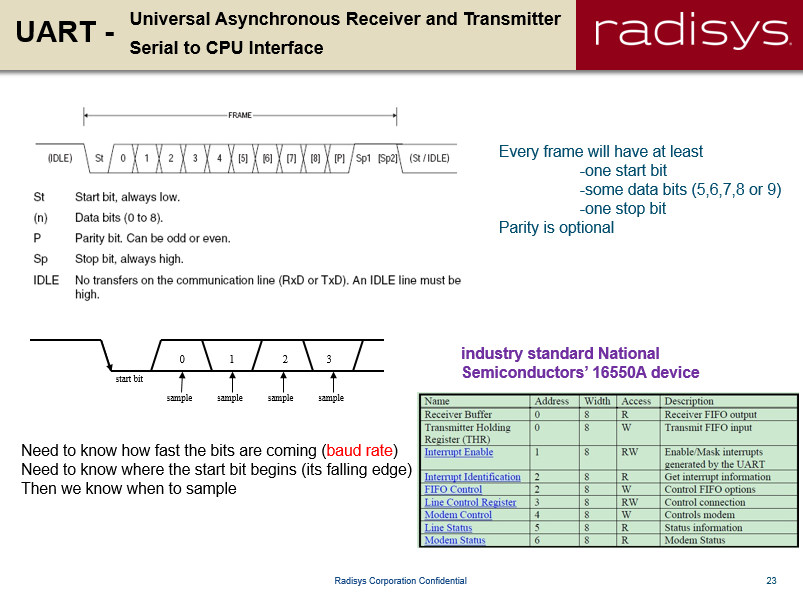 UART -
Universal Asynchronous Receiver and Transmitter
Serial to CPU Interface
radisys.
FRAME
(IDLE) St 0 1 2 3 4 [5] [6] [7] [8] [P] Sp1 [Sp2] (St / IDLE)
St Start bit, always low.
(n) Data bits (0 to 8).
P Parity bit. Can be odd or even.
Sp Stop bit, always high.
IDLE No transfers on the communication line (RxD or TxD). An IDLE line must be
high.
Every frame will have at least
-one start bit
-some data bits (5,6,7,8 or 9)
-one stop bit
Parity is optional
0 1 2 3
start bit
sample sample sample sample
Need to know how fast the bits are coming (baud rate)
Need to know where the start bit begins (its falling edge)
Then we know when to sample
industry standard National
Semiconductors’ 16550A device
Name Address Width Access Description
Receiver Buffer 0 8 R Receiver FIFO output
Transmitter Holding 0 8 W Transmit FIFO input
Register (THR)
Interrupt Enable 1 8 RW Enable/Mask interrupts
generated by the UART
Interrupt Identification 2 8 R Get interrupt information
FIFO Control 2 8 W Control FIFO options
Line Control Register 3 8 RW Control connection
Modem Control 4 8 W Controls modem
Line Status 5 8 R Status information
Modem Status 6 8 R Modem Status
Radisys Corporation Confidential
23